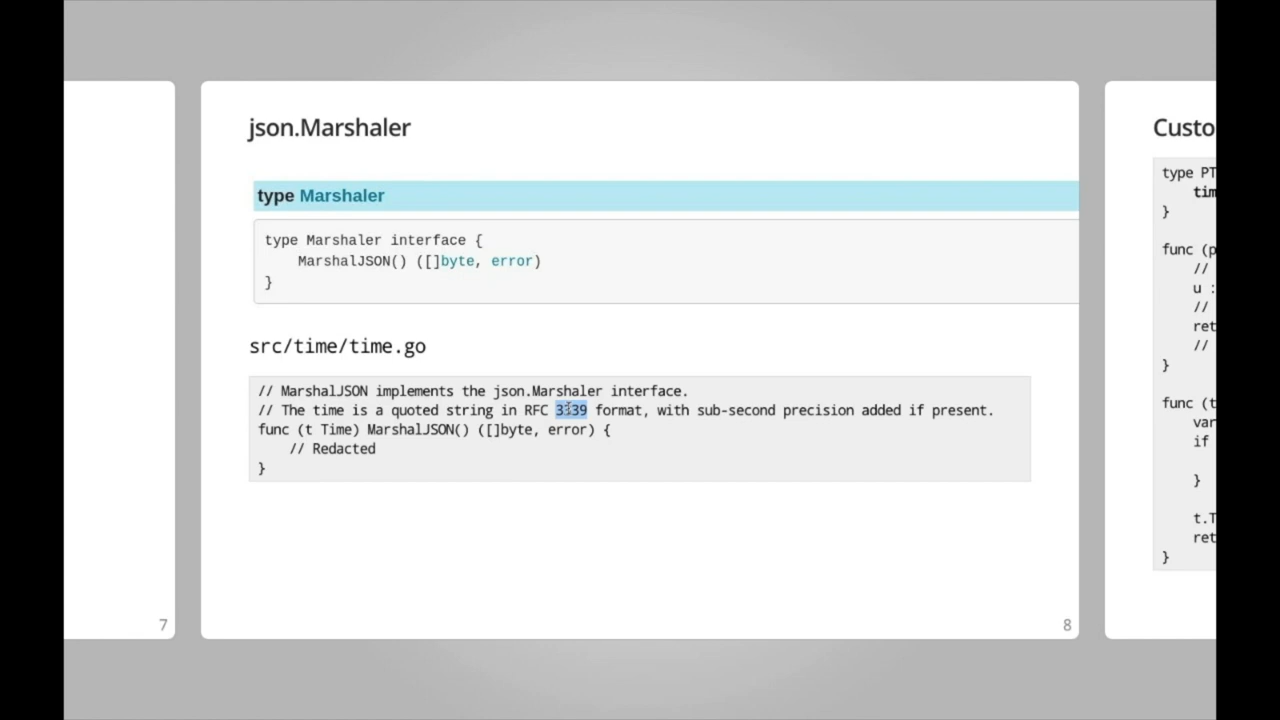 json.Marshaler
type Marshaler
type Marshaler interface {
    MarshalJSON() ([]byte, error)
}
src/time/time.go
// MarshalJSON implements the json.Marshaler interface.
// The time is a quoted string in RFC 3339 format, with sub-second precision added if present.
func (t Time) MarshalJSON() ([]byte, error) {
    // Redacted
}
7
8
Custo
type PT
    tim
}
func (p
    //
    u :
    //
    ret
    //
}
func (t
    var
    if
    }
    t.T
    ret
}